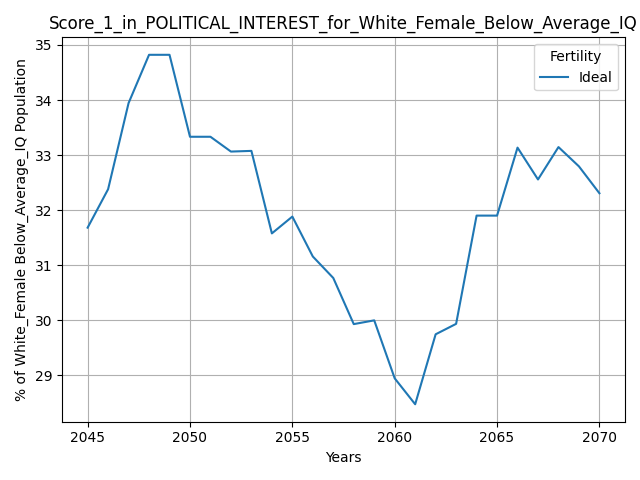 Score_1_in_POLITICAL_INTEREST_for_White_Female_Below_Average_IQ
% of White_Female Below_Average_IQ Population
35
34
33
32
31
30
29
Fertility
Ideal
2045
2050
2055
2060
2065
2070
Years